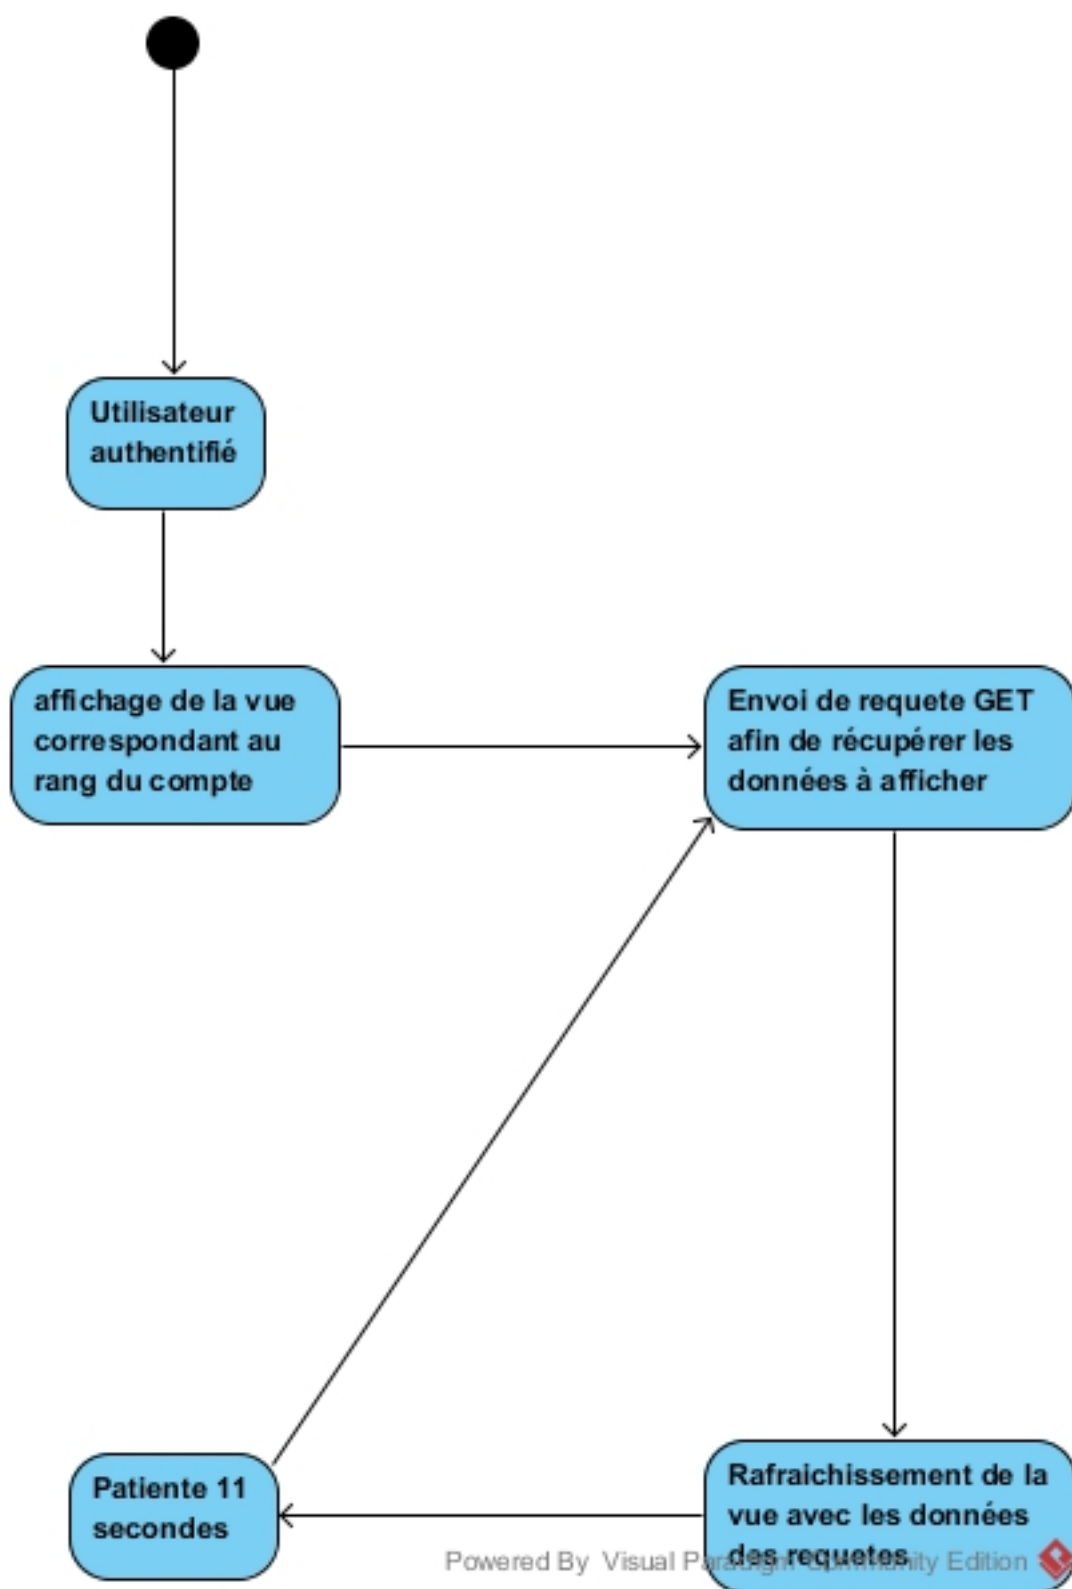 Utilisateur
authentifié
affichage de la vue
correspondant au
rang du compte
Envoi de requete GET
afin de récupérer les
données à afficher
Patiente 11
secondes
Rafraichissement de la
vue avec les données
des requetes
Powered By Visual Paradigm Community Edition